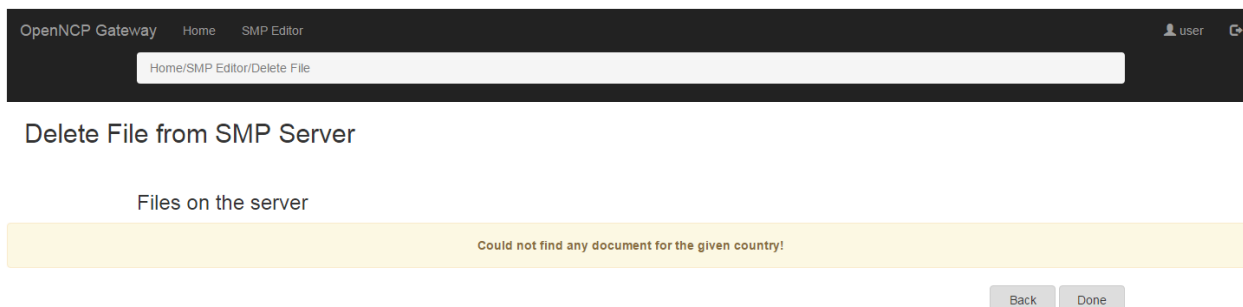 OpenNCP Gateway Home SMP Editor user
Home/SMP Editor/Delete File
Delete File from SMP Server
Files on the server
Could not find any document for the given country!
Back Done